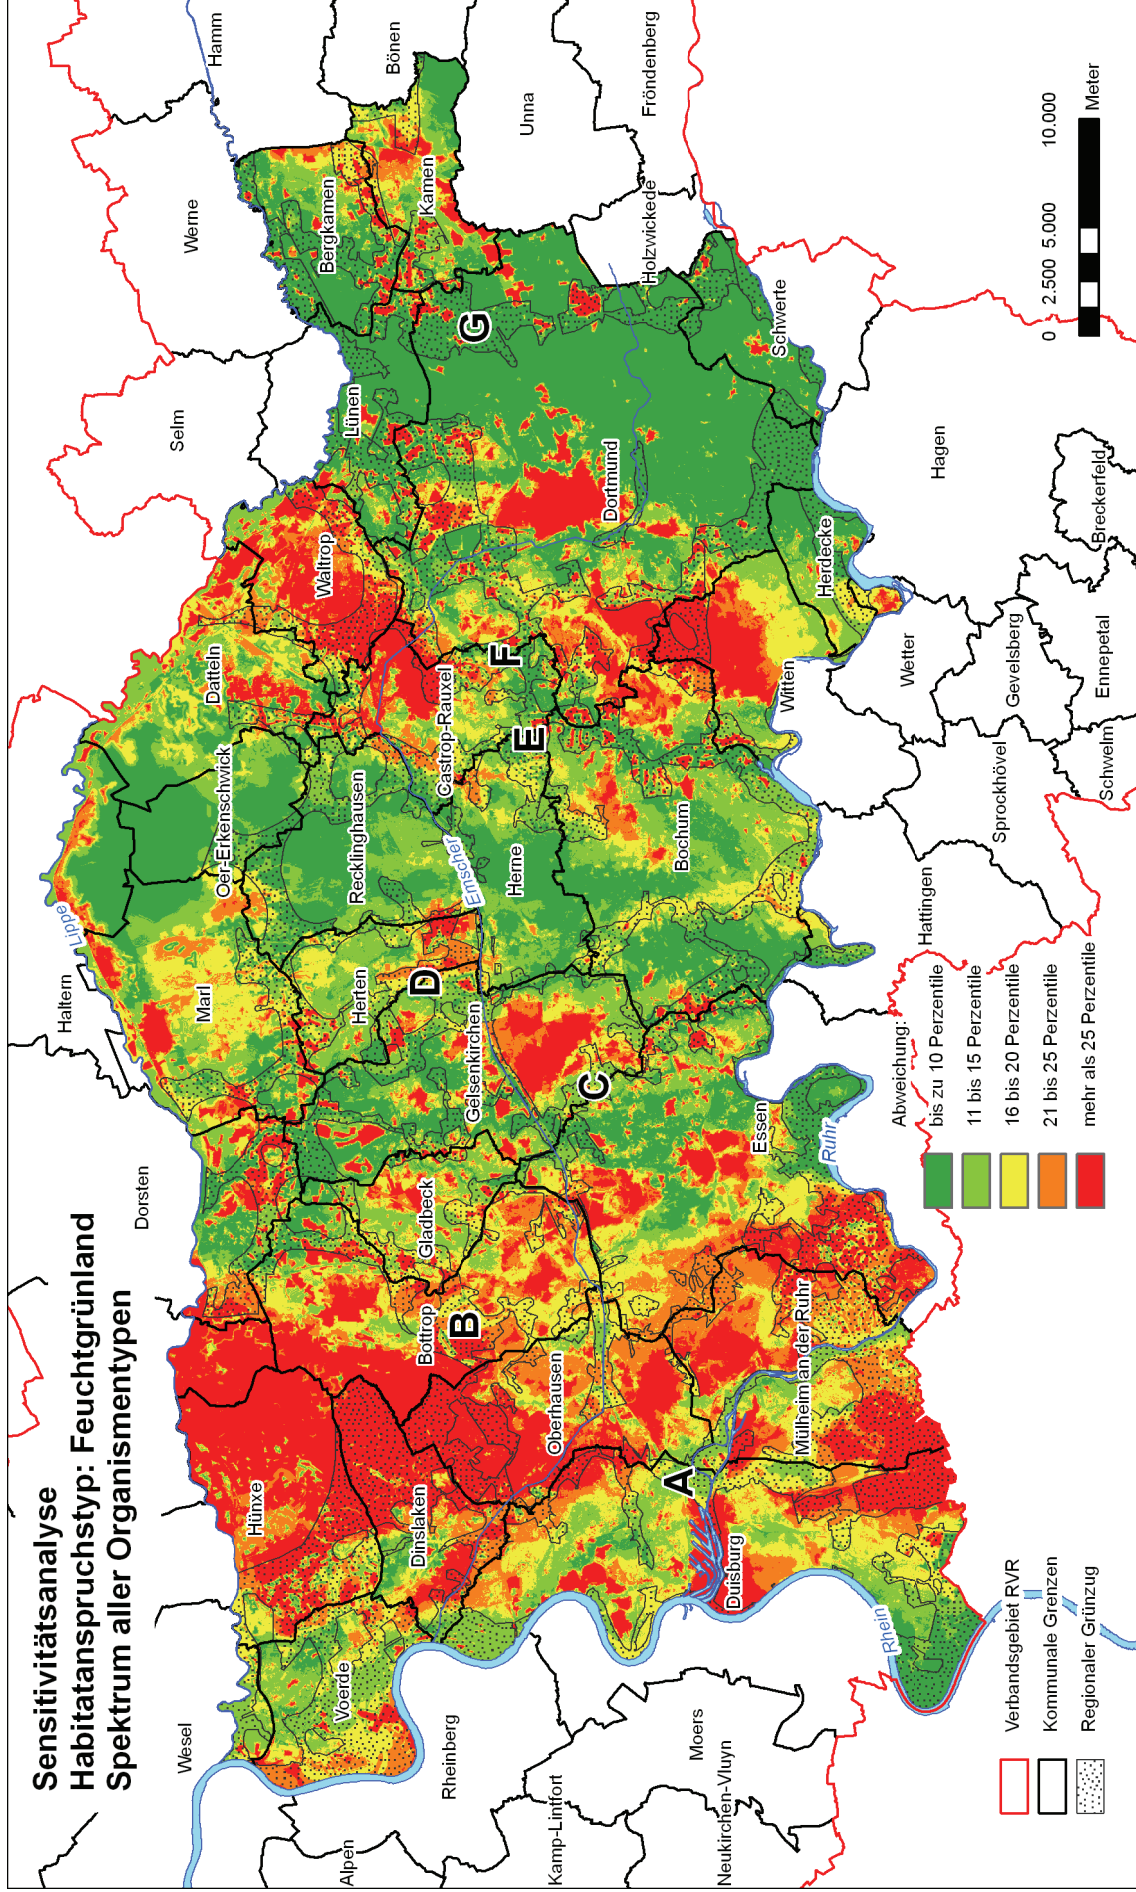 Sensitivitätsanalyse
Habitatanspruchstyp: Feuchtgrünland
Spektrum aller Organismentypen
Wesel
Dorsten
Haltern
Lippe
Selm
Werne
Hamm
Bönen
Unna
Fröndenberg
Holzwickede
Alpen
Rheinberg
Kamp-Lintfort
Moers
Neukirchen-Vluyn
Voerde
Hünxe
Dinslaken
Bottrop
B
Gladbeck
Oberhausen
Marl
Herten
D
Gelsenkirchen
C
Oer-Erkenschwick
Recklinghausen
Emscher
Herne
Datteln
Waltrop
Castrop-Rauxel
F
E
Lünen
Bergkamen
Kamen
G
Dortmund
Schwerte
A
Duisburg
Mülheim an der Ruhr
Essen
Ruhr
Rhein
Bochum
Witten
Herdecke
Hattingen
Sprockhövel
Schwelm
Wetter
Gevelsberg
Ennepetal
Hagen
Breckerfeld
Verbandsgebiet RVR
Kommunale Grenzen
Regionaler Grünzug
Abweichung:
bis zu 10 Perzentile
11 bis 15 Perzentile
16 bis 20 Perzentile
21 bis 25 Perzentile
mehr als 25 Perzentile
0 2.500 5.000 10.000
Meter